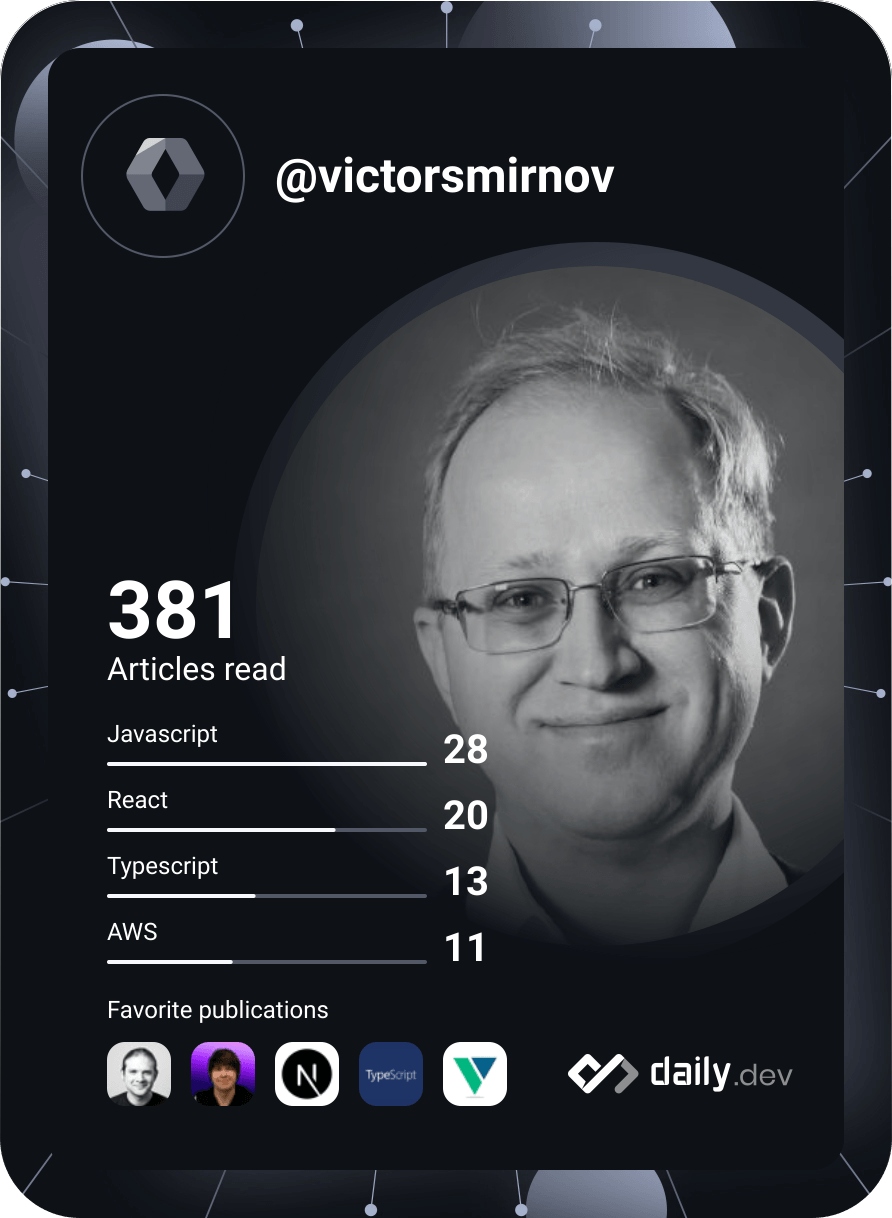 @victorsmirnov
381
Articles read
Javascript
28
React
20
Typescript
13
AWS
11
Favorite publications
N
TypeScript
daily.dev